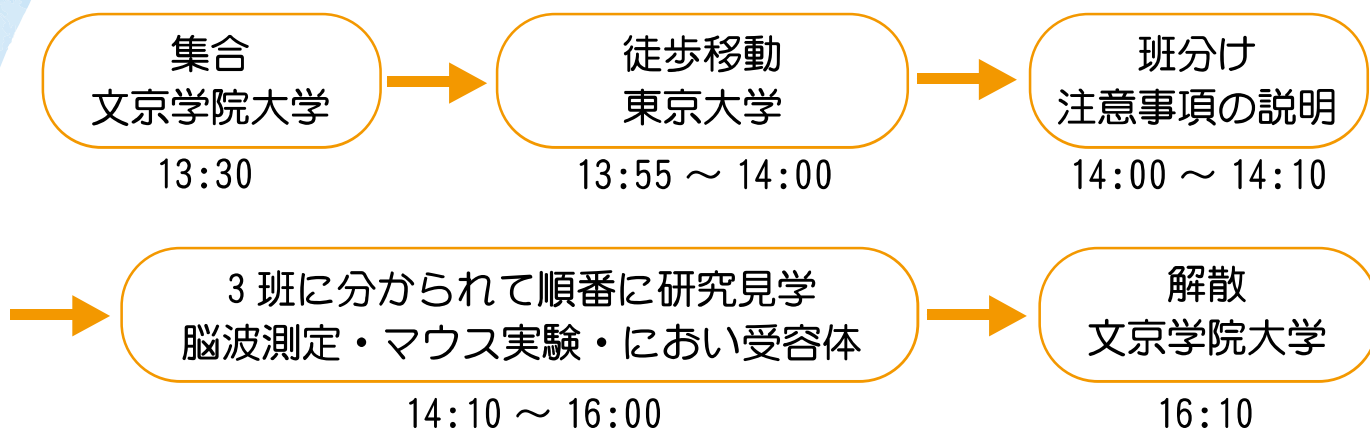 集合
文京学院大学
13:30
徒歩移動
東京大学
13:55 ～ 14:00
班分け
注意事項の説明
14:00 ～ 14:10
3 班に分かられて順番に研究見学
脳波測定・マウス実験・におい受容体
14:10 ～ 16:00
解散
文京学院大学
16:10